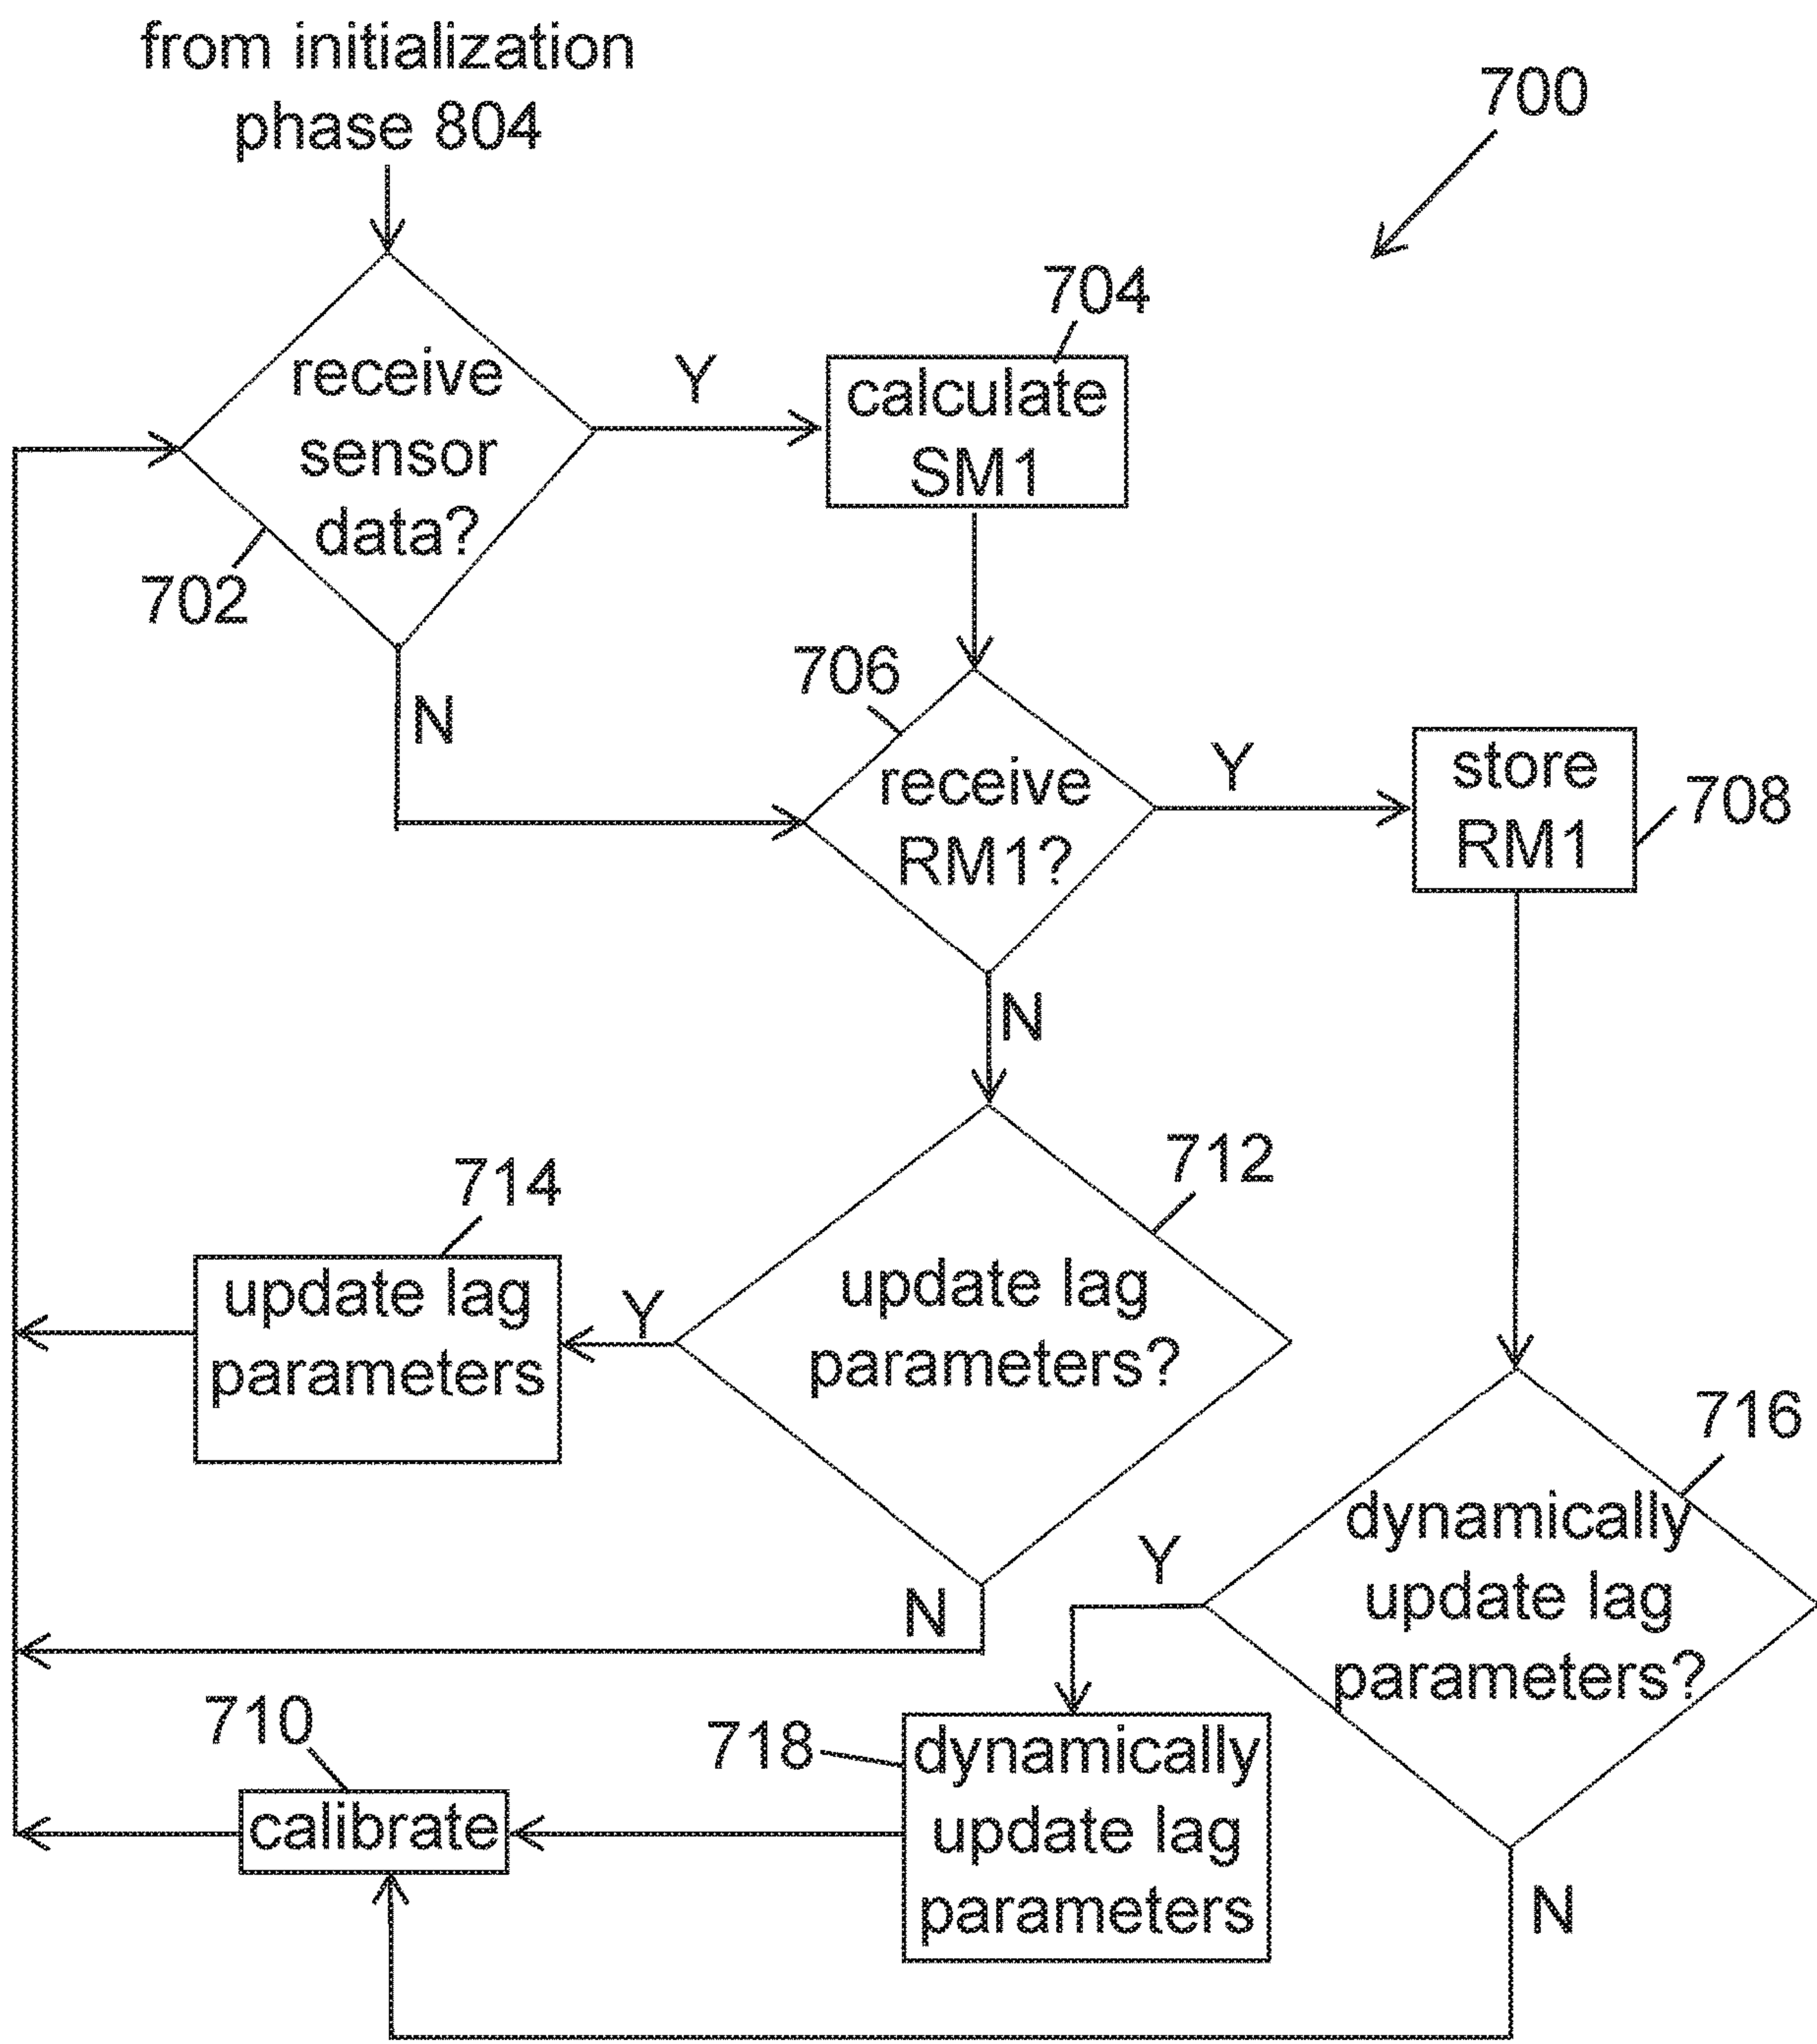 from initialization
phase 804
700
receive
sensor
data?
702
Y
704
calculate
SM1
N
706
receive
RM1?
Y
store
RM1
708
N
712
update lag
parameters?
714
update lag
parameters
Y
N
716
dynamically
update lag
parameters?
Y
718
dynamically
update lag
parameters
N
710
calibrate